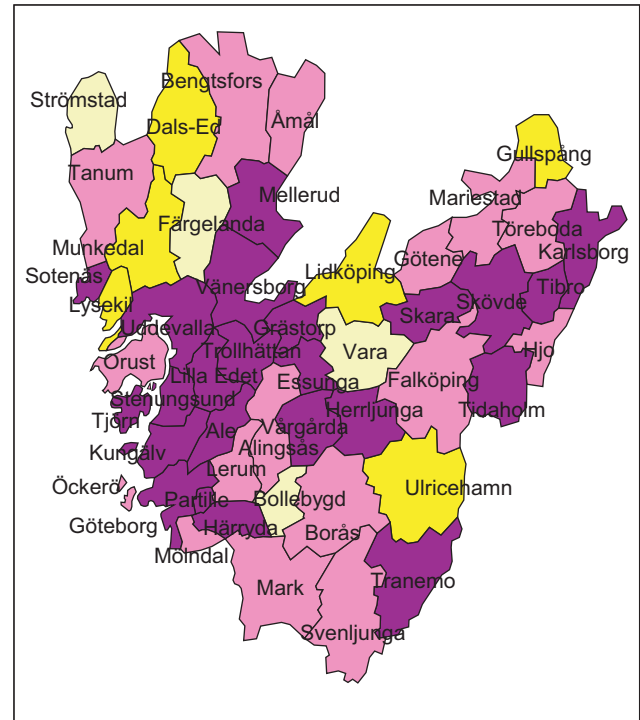 Bengtsfors
Strömstad
Dals-Ed
Åmål
Gullspång
Tanum
Mellerud
Mariestad
Färgelanda
Töreboda
Munkedal
Götene
Karlsborg
Sotenäs
Lidköping
Vänersborg
Tibro
Lysekil
Skövde
Skara
Uddevalla
Grästorp
Trollhättan
Vara
Hjo
Orust
Lilla Edet
Essunga
Falköping
Stenungsund
Herrljunga
Tidaholm
Tjörn
Vårgårda
Ale
Kungälv
Alingsås
Lerum
Öckerö
Ulricehamn
Partille
Bollebygd
Göteborg
Härryda
Borås
Mölndal
Tranemo
Mark
Svenljunga